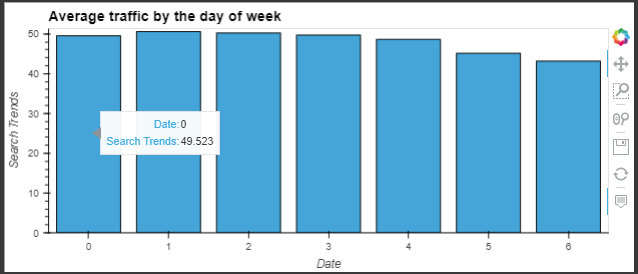 Average traffic by the day of week
50
40
30
20
10
0
Search Trends
Date: 0
Search Trends: 49.523
0 1 2 3 4 5 6
Date